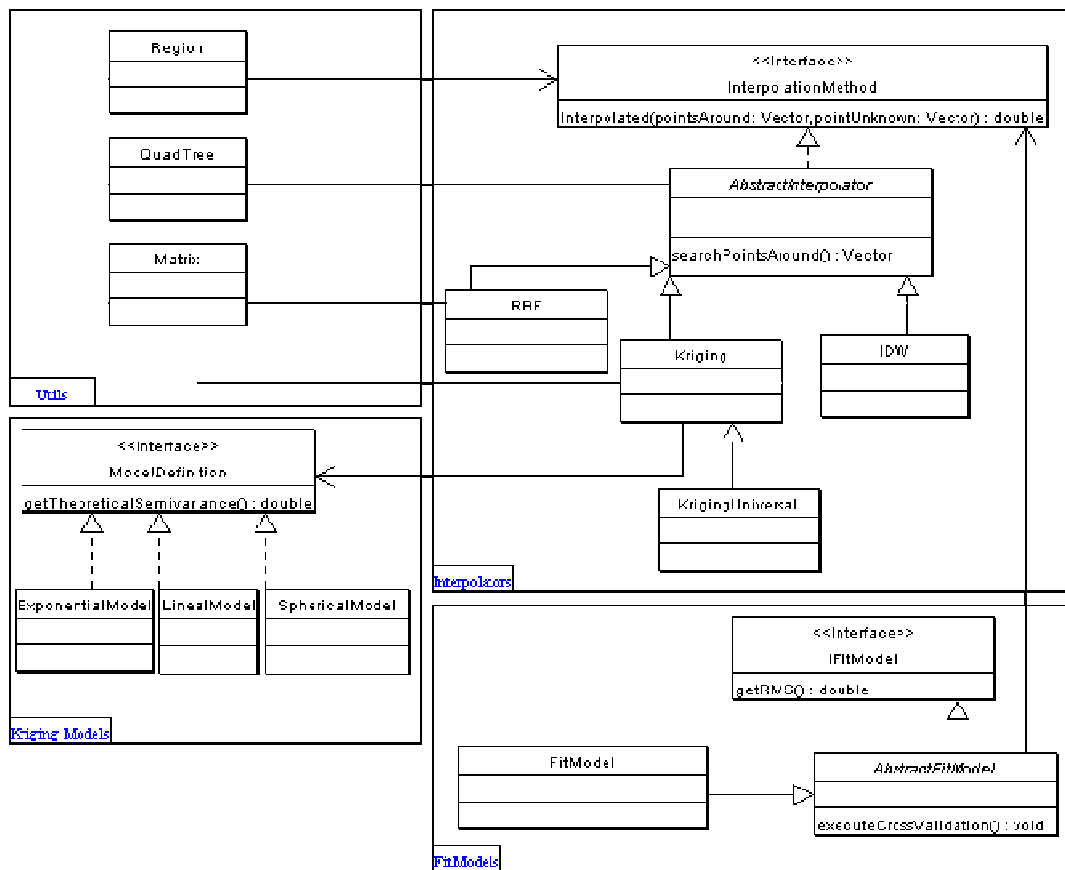 Region
QuadTree
Matrix
Utils
<<Interface>>
InterpolationMethod
Interpolated(pointsAround: Vector,pointUnknown: Vector) : double
AbstractInterpolator
searchPointsAround() : Vector
RBF
Kriging
IDW
KrigingUniversal
Interpolators
<<Interface>>
ModelDefinition
getTheoreticalSemivariance() : double
ExponentialModel
LinealModel
SphericalModel
Kriging Models
<<Interface>>
IFitModel
getRMS() : double
FitModel
AbstractFitModel
executeCrossValidation() : void
FitModels